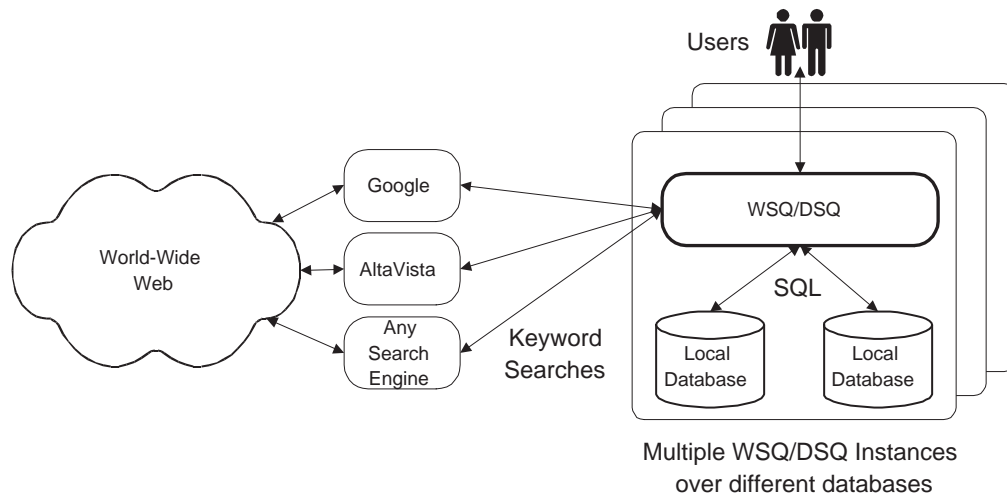 Users
Google
WSQ/DSQ
World-Wide
Web
AltaVista
SQL
Any
Search
Engine
Keyword
Searches
Local
Database
Local
Database
Multiple WSQ/DSQ Instances
over different databases